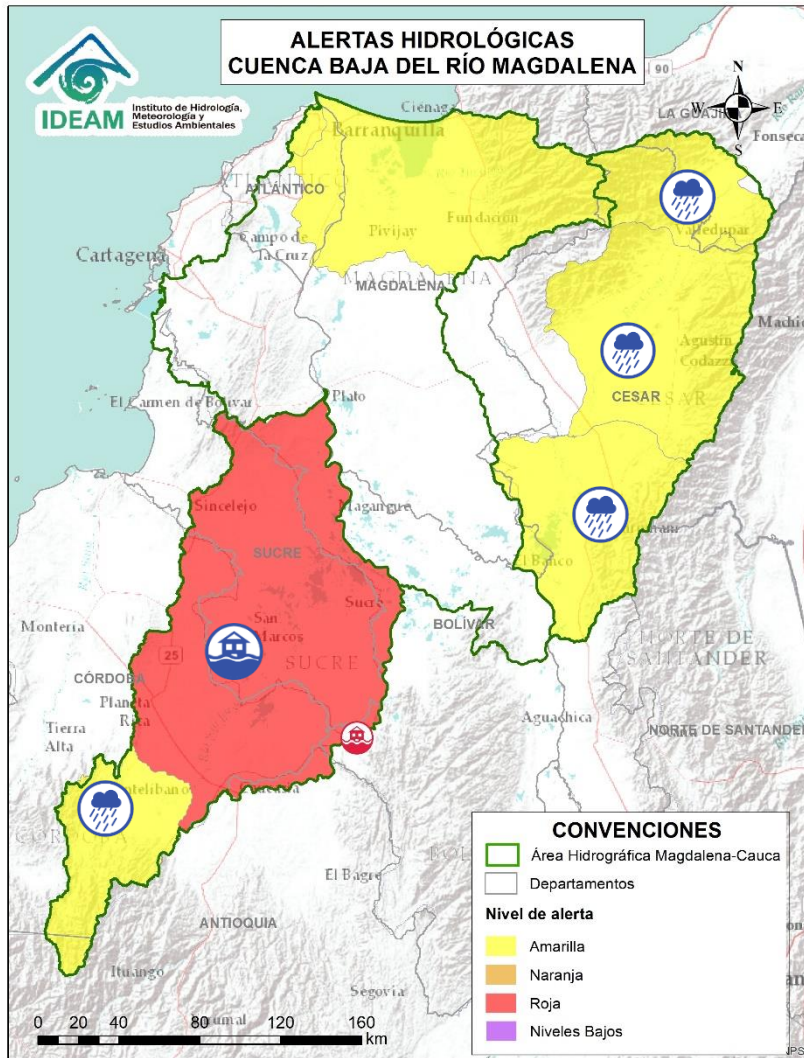 ALERTAS HIDROLÓGICAS
CUENCA BAJA DEL RÍO MAGDALENA
IDEAM
Instituto de Hidrología,
Meteorología y
Estudios Ambientales
N
W
E
S
90
Ciénaga
LA GUAJIRA
Fonseca
Barranquilla
ATLÁNTICO
Pivijay
Fundación
Valledupar
Cartagena
Campo de
la Cruz
MAGDALENA
MAGDALENA
Agustín
Codazzi
CESAR
El Carmen de Bolívar
Plato
Sincelejo
Magangue
SUCRE
El Banco
San
Marcos
Sucre
SUCRE
BOLÍVAR
Montería
25
NORTE DE
SANTANDER
CÓRDOBA
Planeta
Rica
Tierra
Alta
Aguachica
NORTE DE SANTANDER
El Bagre
ANTIOQUIA
Ituango
Segovia
0 20 40 80 120 160
km
CONVENCIONES
Área Hidrográfica Magdalena-Cauca
Departamentos
Nivel de alerta
Amarilla
Naranja
Roja
Niveles Bajos
JPS